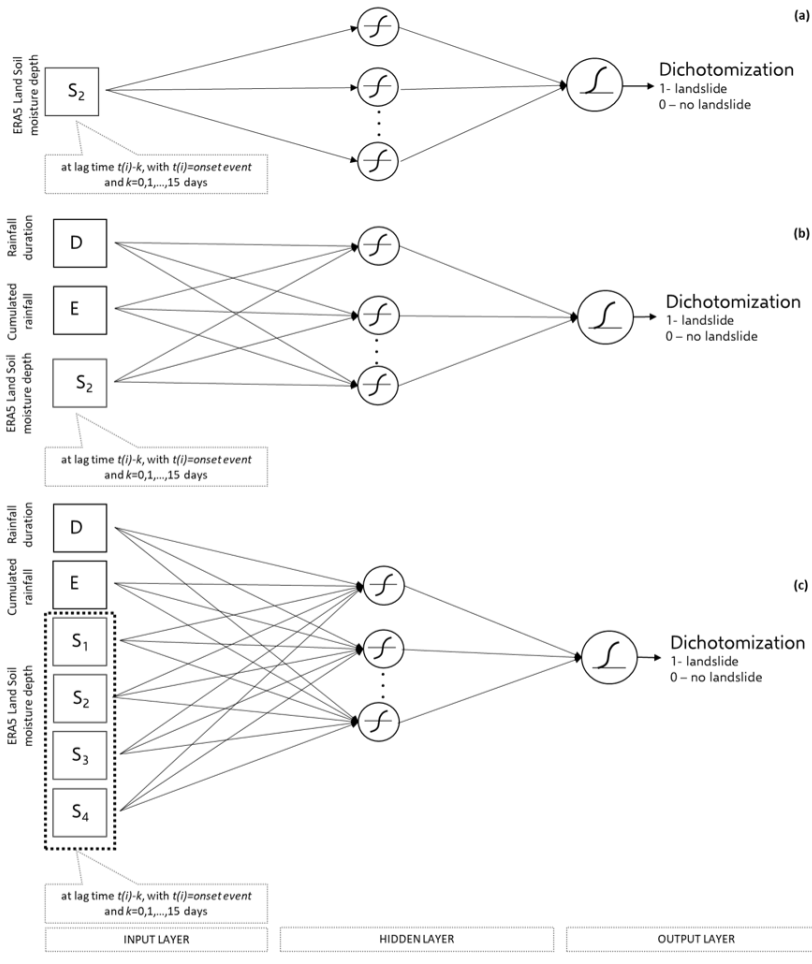 (a)
ERA5 Land Soil
moisture depth
S2
Dichotomization
1- landslide
0 – no landslide
at lag time t(i)-k, with t(i)=onset event
and k=0,1,...,15 days
(b)
Rainfall
duration
D
Cumulated
rainfall
E
ERA5 Land Soil
moisture depth
S2
Dichotomization
1- landslide
0 – no landslide
at lag time t(i)-k, with t(i)=onset event
and k=0,1,...,15 days
(c)
Rainfall
duration
D
Cumulated
rainfall
E
ERA5 Land Soil
moisture depth
S1
S2
S3
S4
Dichotomization
1- landslide
0 – no landslide
at lag time t(i)-k, with t(i)=onset event
and k=0,1,...,15 days
INPUT LAYER
HIDDEN LAYER
OUTPUT LAYER